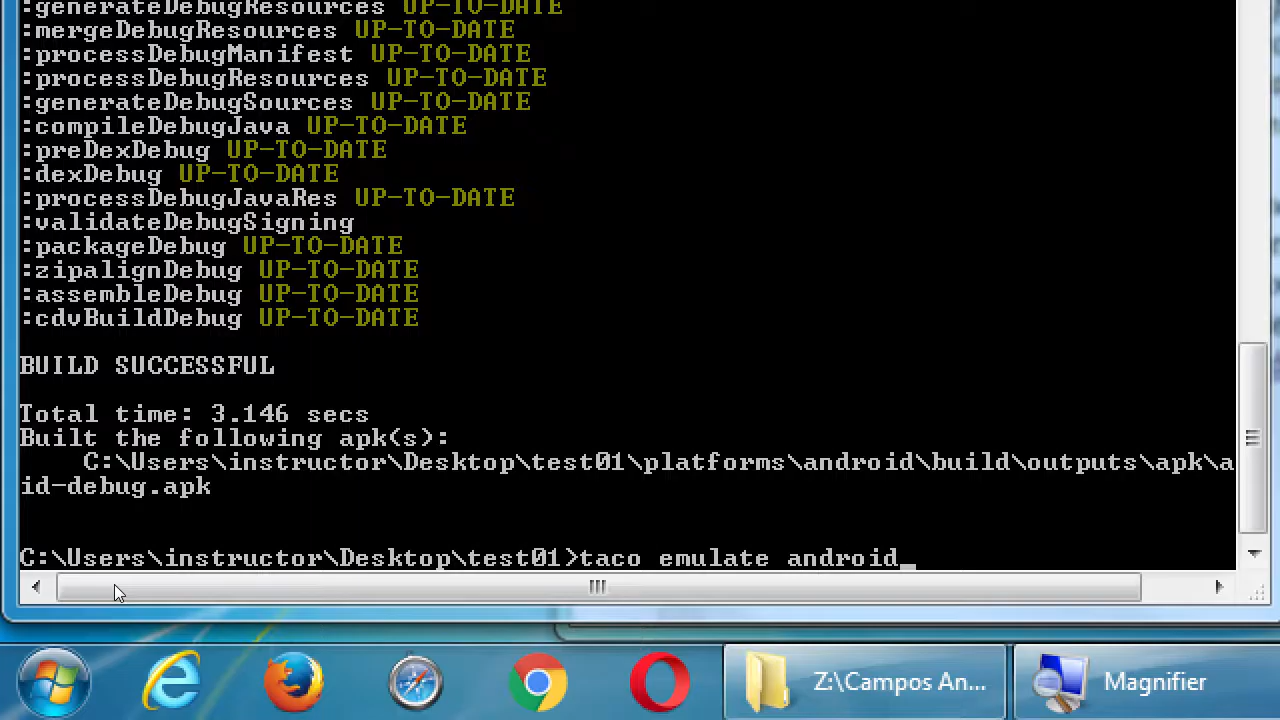 :generateDebugResources UP-TO-DATE
:mergeDebugResources UP-TO-DATE
:processDebugManifest UP-TO-DATE
:processDebugResources UP-TO-DATE
:generateDebugSources UP-TO-DATE
:compileDebugJava UP-TO-DATE
:preDexDebug UP-TO-DATE
:dexDebug UP-TO-DATE
:processDebugJavaRes UP-TO-DATE
:validateDebugSigning
:packageDebug UP-TO-DATE
:zipalignDebug UP-TO-DATE
:assembleDebug UP-TO-DATE
:cdvBuildDebug UP-TO-DATE
BUILD SUCCESSFUL
Total time: 3.146 secs
Built the following apk(s):
C:\Users\instructor\Desktop\test01\platforms\android\build\outputs\apk\a
id-debug.apk
C:\Users\instructor\Desktop\test01>taco emulate android_
Z:\Campos An... Magnifier